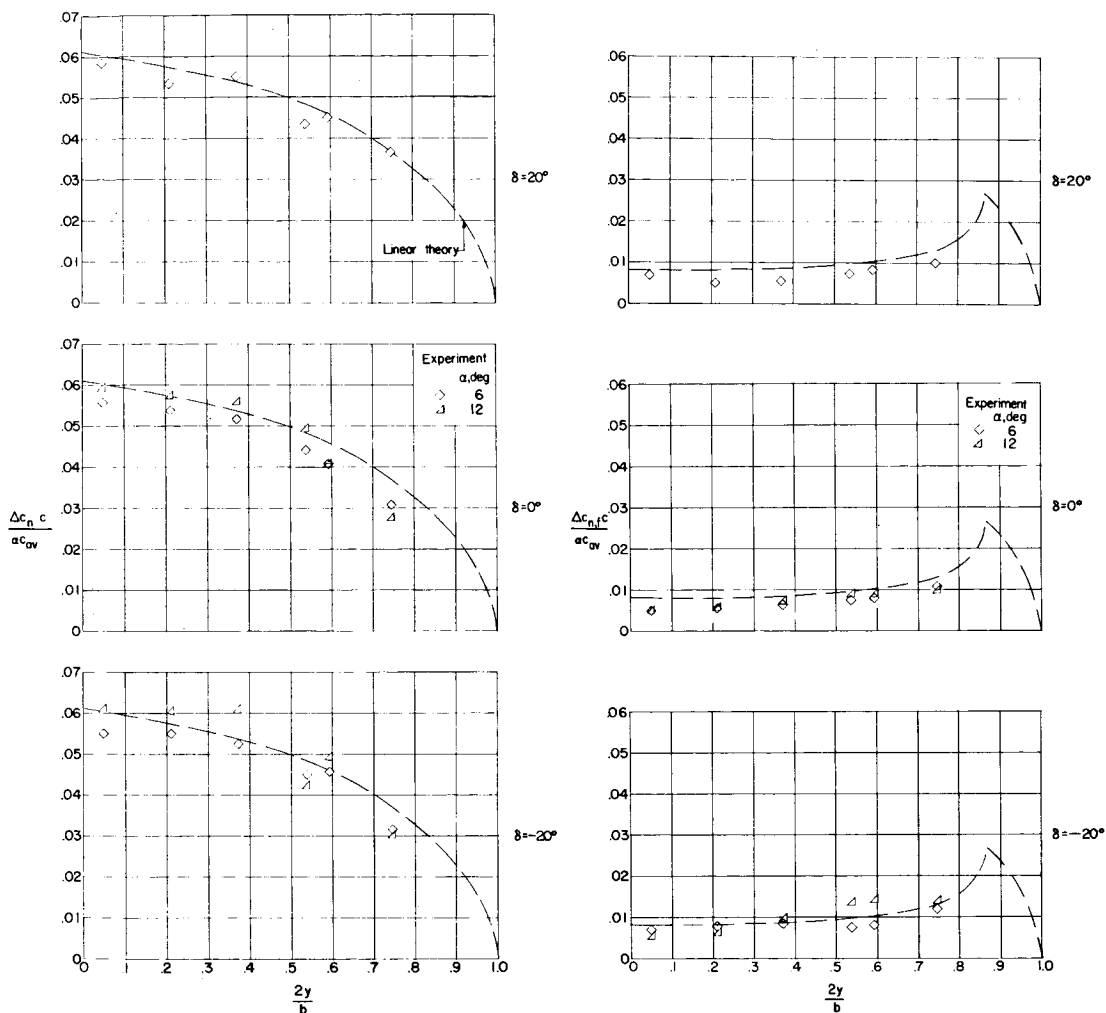 .07
.06
.05
.04
.03
.02
.01
0
δ=20°
Linear theory
.06
.05
.04
.03
.02
.01
0
δ=20°
.07
.06
.05
.04
.03
.02
.01
0
Δcₙ c
αc_av
Experiment
α,deg
6
12
δ=0°
.06
.05
.04
.03
.02
.01
0
Δcₙ,f c
αc_av
Experiment
α,deg
6
12
δ=0°
.07
.06
.05
.04
.03
.02
.01
0
0 .1 .2 .3 .4 .5 .6 .7 .8 .9 1.0
2y
b
δ=-20°
.06
.05
.04
.03
.02
.01
0
0 .1 .2 .3 .4 .5 .6 .7 .8 .9 1.0
2y
b
δ=-20°